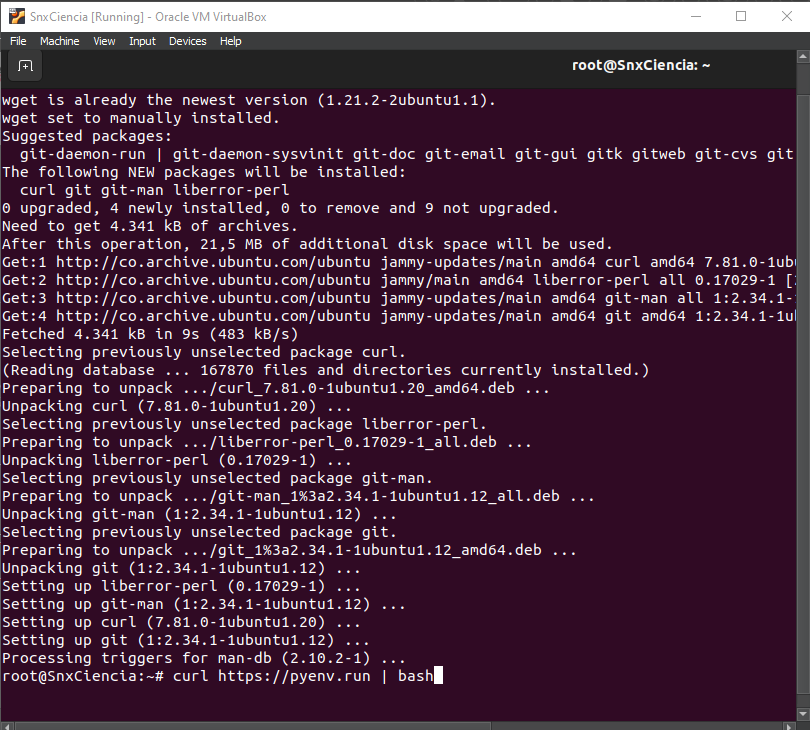 SnxCiencia [Running] - Oracle VM VirtualBox
File Machine View Input Devices Help
root@SnxCiencia: ~
wget is already the newest version (1.21.2-2ubuntu1.1).
wget set to manually installed.
Suggested packages:
  git-daemon-run | git-daemon-sysvinit git-doc git-email git-gui gitk gitweb git-cvs git
The following NEW packages will be installed:
  curl git git-man liberror-perl
0 upgraded, 4 newly installed, 0 to remove and 9 not upgraded.
Need to get 4.341 kB of archives.
After this operation, 21,5 MB of additional disk space will be used.
Get:1 http://co.archive.ubuntu.com/ubuntu jammy-updates/main amd64 curl amd64 7.81.0-1ub
Get:2 http://co.archive.ubuntu.com/ubuntu jammy/main amd64 liberror-perl all 0.17029-1 [
Get:3 http://co.archive.ubuntu.com/ubuntu jammy-updates/main amd64 git-man all 1:2.34.1-
Get:4 http://co.archive.ubuntu.com/ubuntu jammy-updates/main amd64 git amd64 1:2.34.1-1u
Fetched 4.341 kB in 9s (483 kB/s)
Selecting previously unselected package curl.
(Reading database ... 167870 files and directories currently installed.)
Preparing to unpack .../curl_7.81.0-1ubuntu1.20_amd64.deb ...
Unpacking curl (7.81.0-1ubuntu1.20) ...
Selecting previously unselected package liberror-perl.
Preparing to unpack .../liberror-perl_0.17029-1_all.deb ...
Unpacking liberror-perl (0.17029-1) ...
Selecting previously unselected package git-man.
Preparing to unpack .../git-man_1%3a2.34.1-1ubuntu1.12_all.deb ...
Unpacking git-man (1:2.34.1-1ubuntu1.12) ...
Selecting previously unselected package git.
Preparing to unpack .../git_1%3a2.34.1-1ubuntu1.12_amd64.deb ...
Unpacking git (1:2.34.1-1ubuntu1.12) ...
Setting up liberror-perl (0.17029-1) ...
Setting up git-man (1:2.34.1-1ubuntu1.12) ...
Setting up curl (7.81.0-1ubuntu1.20) ...
Setting up git (1:2.34.1-1ubuntu1.12) ...
Processing triggers for man-db (2.10.2-1) ...
root@SnxCiencia:~# curl https://pyenv.run | bash